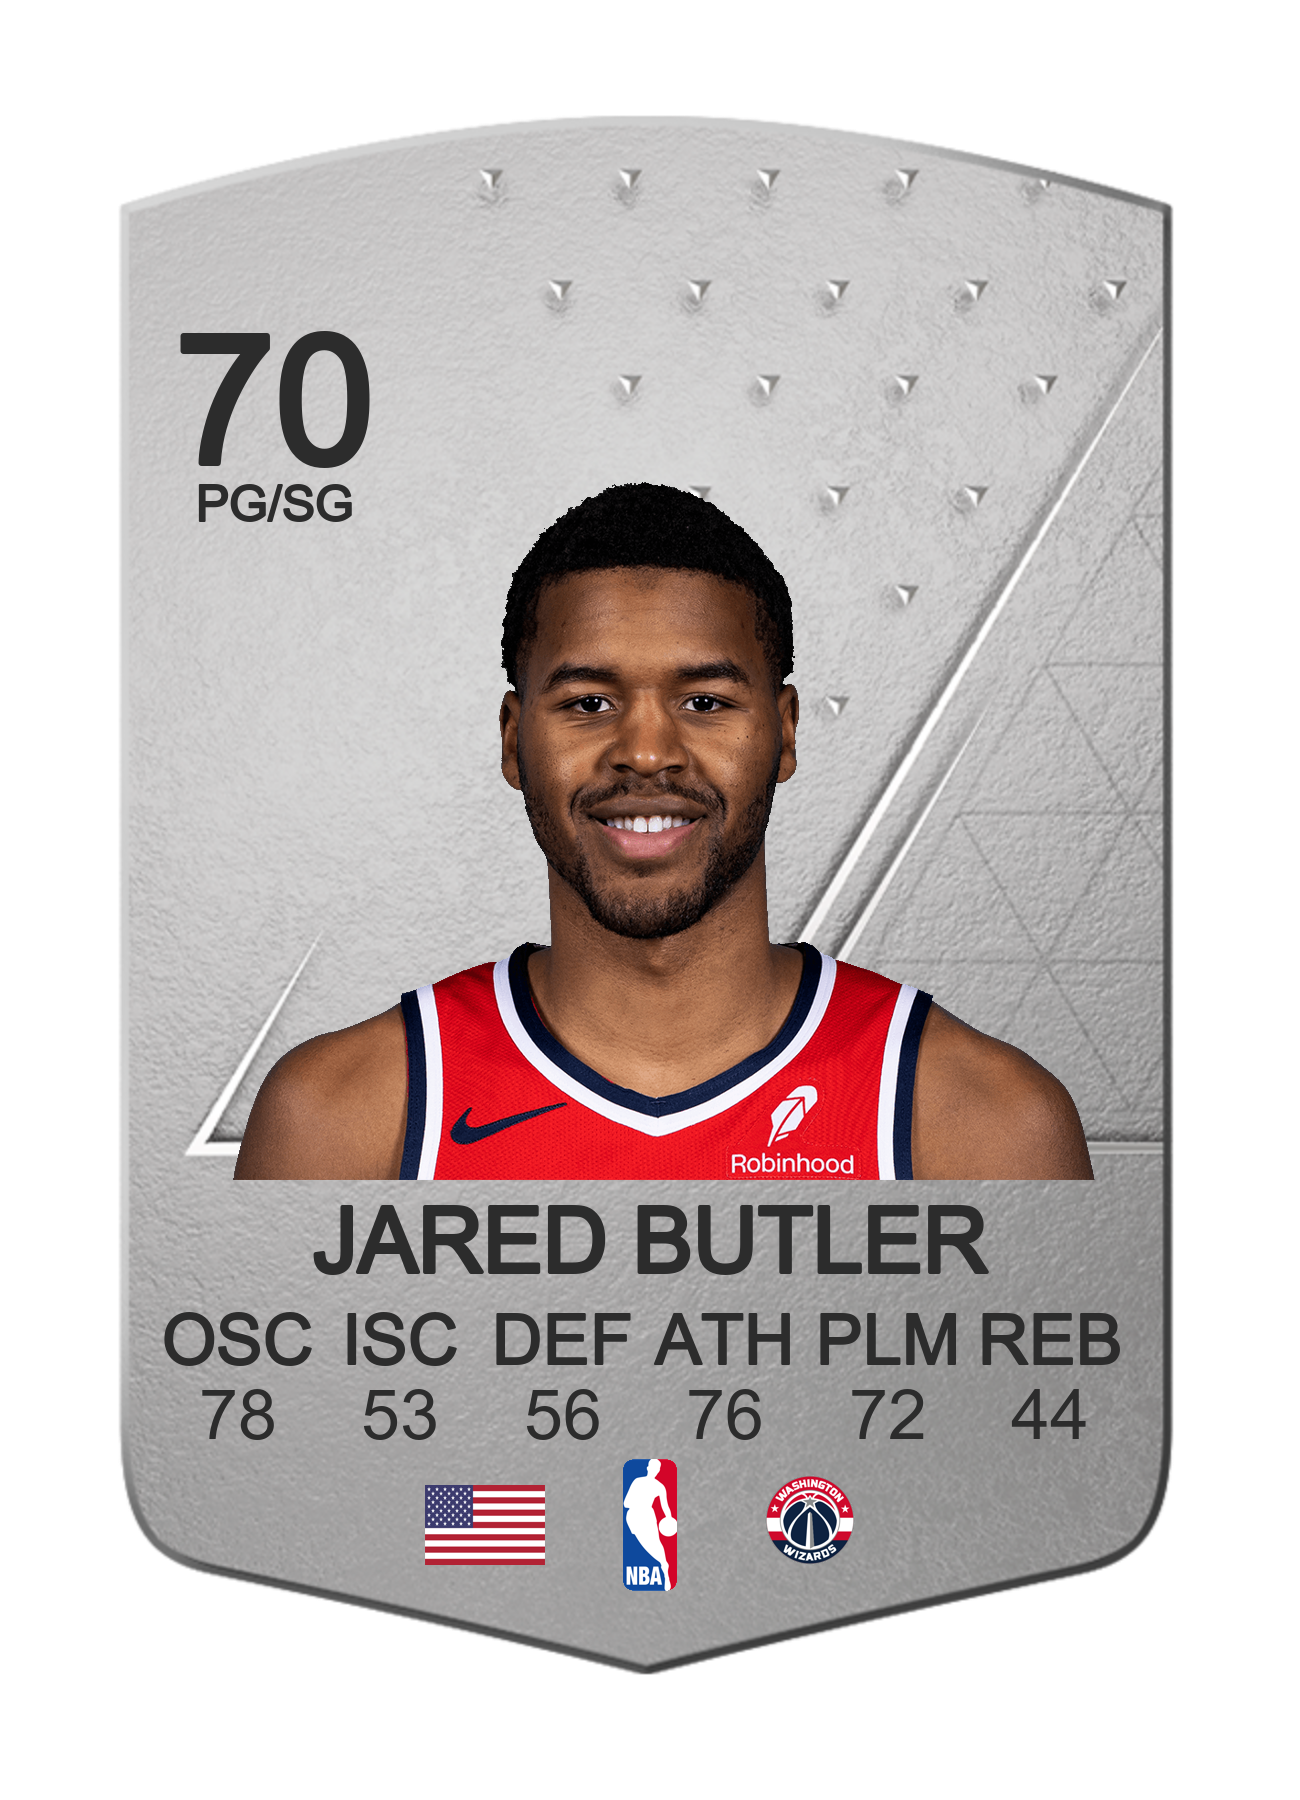 70
PG/SG
Robinhood
JARED BUTLER
OSC ISC DEF ATH PLM REB
78 53 56 76 72 44
NBA
WASHINGTON
WIZARDS